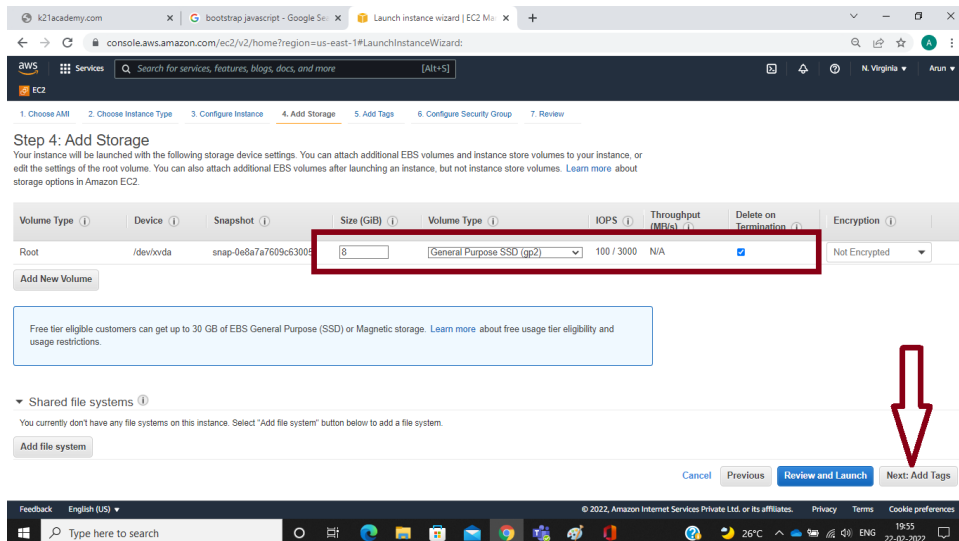 k21academy.com
bootstrap javascript - Google Se
Launch instance wizard | EC2 Ma
console.aws.amazon.com/ec2/v2/home?region=us-east-1#LaunchInstanceWizard:
A
aws Services Search for services, features, blogs, docs, and more [Alt+S] N. Virginia Arun
EC2
1. Choose AMI 2. Choose Instance Type 3. Configure Instance 4. Add Storage 5. Add Tags 6. Configure Security Group 7. Review
Step 4: Add Storage
Your instance will be launched with the following storage device settings. You can attach additional EBS volumes and instance store volumes to your instance, or
edit the settings of the root volume. You can also attach additional EBS volumes after launching an instance, but not instance store volumes. Learn more about
storage options in Amazon EC2.
Volume Type Device Snapshot Size (GiB) Volume Type IOPS Throughput (MB/s) Delete on Termination Encryption
Root /dev/xvda snap-0e8a7a7609c63005 8 General Purpose SSD (gp2) 100 / 3000 N/A Not Encrypted
Add New Volume
Free tier eligible customers can get up to 30 GB of EBS General Purpose (SSD) or Magnetic storage. Learn more about free usage tier eligibility and
usage restrictions.
Shared file systems
You currently don't have any file systems on this instance. Select "Add file system" button below to add a file system.
Add file system
Cancel Previous Review and Launch Next: Add Tags
Feedback English (US) © 2022, Amazon Internet Services Private Ltd. or its affiliates. Privacy Terms Cookie preferences
Type here to search 26°C ENG 19:55
22-02-2022